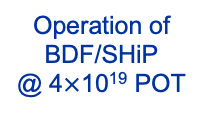 Operation of
BDF/SHiP
@ 4×10¹⁹ POT